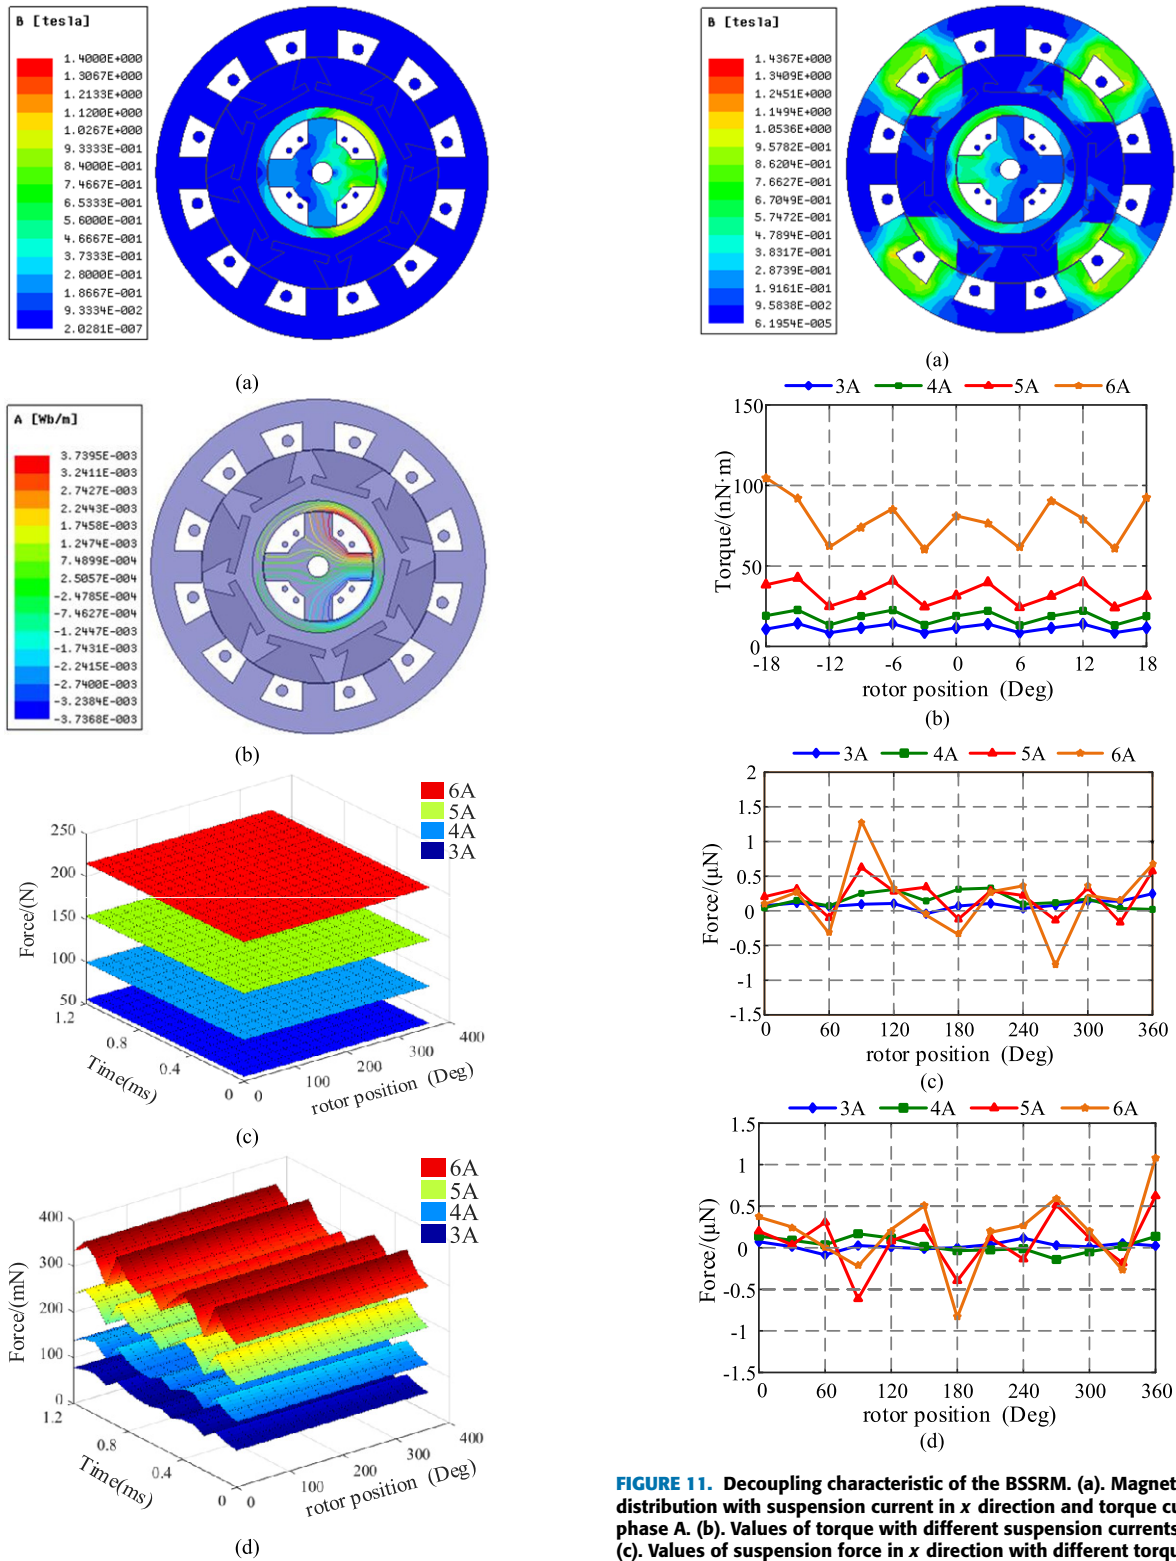 B [tesla]
1.4000E+000
1.3067E+000
1.2133E+000
1.1200E+000
1.0267E+000
9.3333E-001
8.4000E-001
7.4667E-001
6.5333E-001
5.6000E-001
4.6667E-001
3.7333E-001
2.8000E-001
1.8667E-001
9.3334E-002
2.0281E-007
(a)
A [Wb/m]
3.7395E-003
3.2411E-003
2.7427E-003
2.2443E-003
1.7458E-003
1.2474E-003
7.4899E-004
2.5057E-004
-2.4785E-004
-7.4627E-004
-1.2447E-003
-1.7431E-003
-2.2415E-003
-2.7400E-003
-3.2384E-003
-3.7368E-003
(b)
6A
5A
4A
3A
250
200
150
100
50
Force/(N)
1.2
0.8
0.4
0
Time(ms)
0
100
200
300
400
rotor position (Deg)
(c)
6A
5A
4A
3A
400
300
200
100
0
Force/(mN)
1.2
0.8
0.4
0
Time(ms)
0
100
200
300
400
rotor position (Deg)
(d)
B [tesla]
1.4367E+000
1.3409E+000
1.2451E+000
1.1494E+000
1.0536E+000
9.5782E-001
8.6204E-001
7.6627E-001
6.7049E-001
5.7472E-001
4.7894E-001
3.8317E-001
2.8739E-001
1.9161E-001
9.5838E-002
6.1954E-005
(a)
3A 4A 5A 6A
150
100
50
0
Torque/(nN·m)
-18 -12 -6 0 6 12 18
rotor position (Deg)
(b)
3A 4A 5A 6A
2
1.5
1
0.5
0
-0.5
-1
-1.5
Force/(μN)
0 60 120 180 240 300 360
rotor position (Deg)
(c)
3A 4A 5A 6A
1.5
1
0.5
0
-0.5
-1
-1.5
Force/(μN)
0 60 120 180 240 300 360
rotor position (Deg)
(d)
FIGURE 11. Decoupling characteristic of the BSSRM. (a). Magnet
distribution with suspension current in x direction and torque cu
phase A. (b). Values of torque with different suspension currents
(c). Values of suspension force in x direction with different torqu